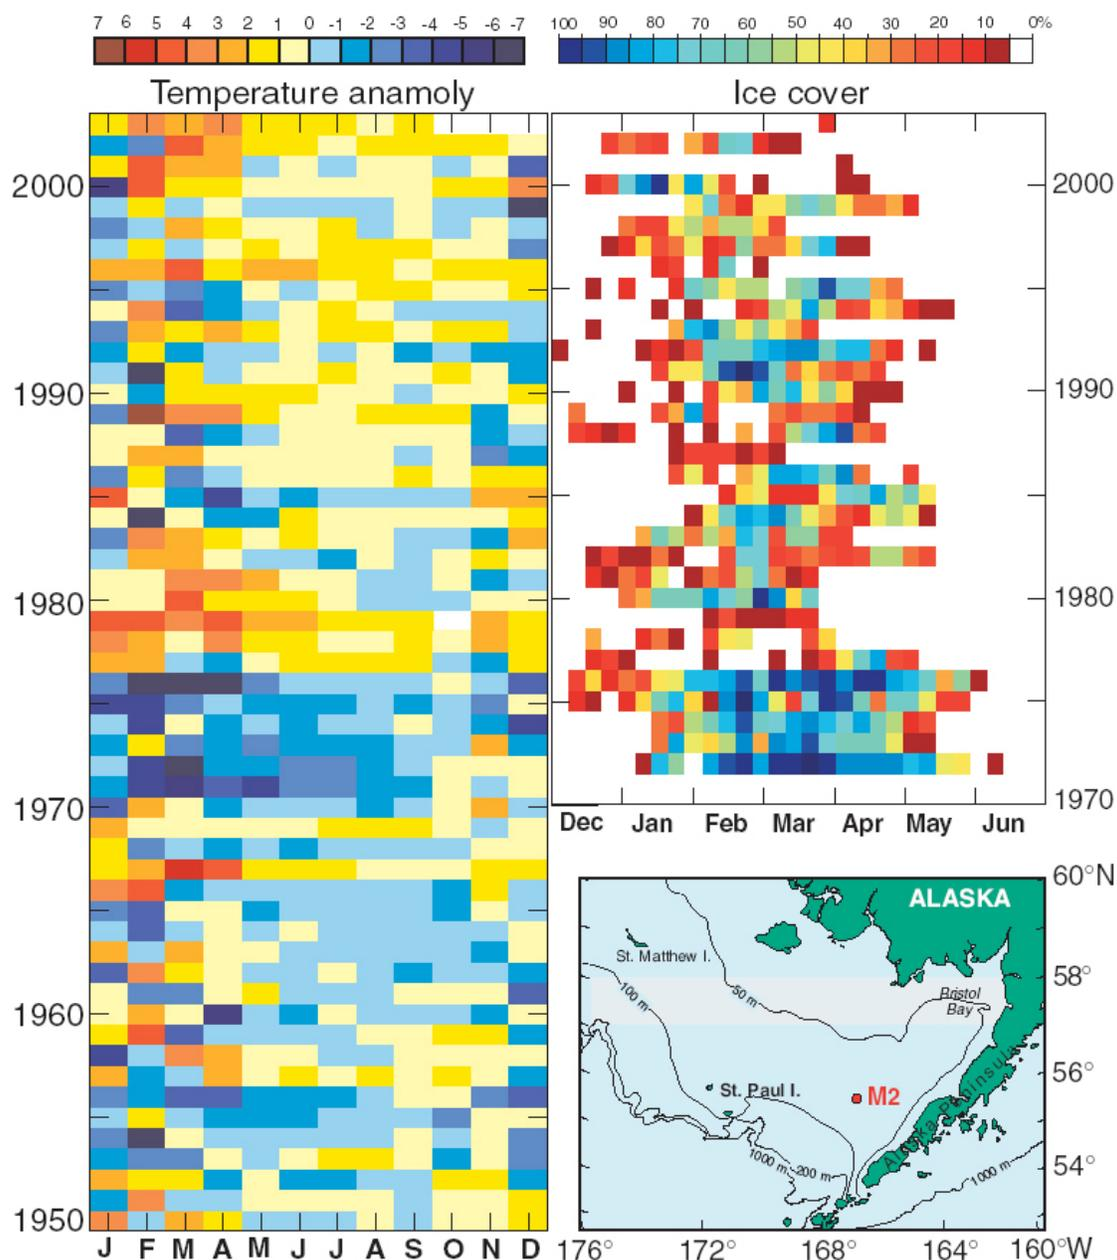 7 6 5 4 3 2 1 0 -1 -2 -3 -4 -5 -6 -7
100 90 80 70 60 50 40 30 20 10 0%
Temperature anamoly
Ice cover
2000
1990
1980
1970
1960
1950
J F M A M J J A S O N D
2000
1990
1980
1970
Dec Jan Feb Mar Apr May Jun
ALASKA
60°N
St. Matthew I.
58°
100 m
50 m
Bristol
Bay
56°
St. Paul I.
M2
Alaska Peninsula
1000 m
200 m
1000 m
54°
176° 172° 168° 164° 160°W